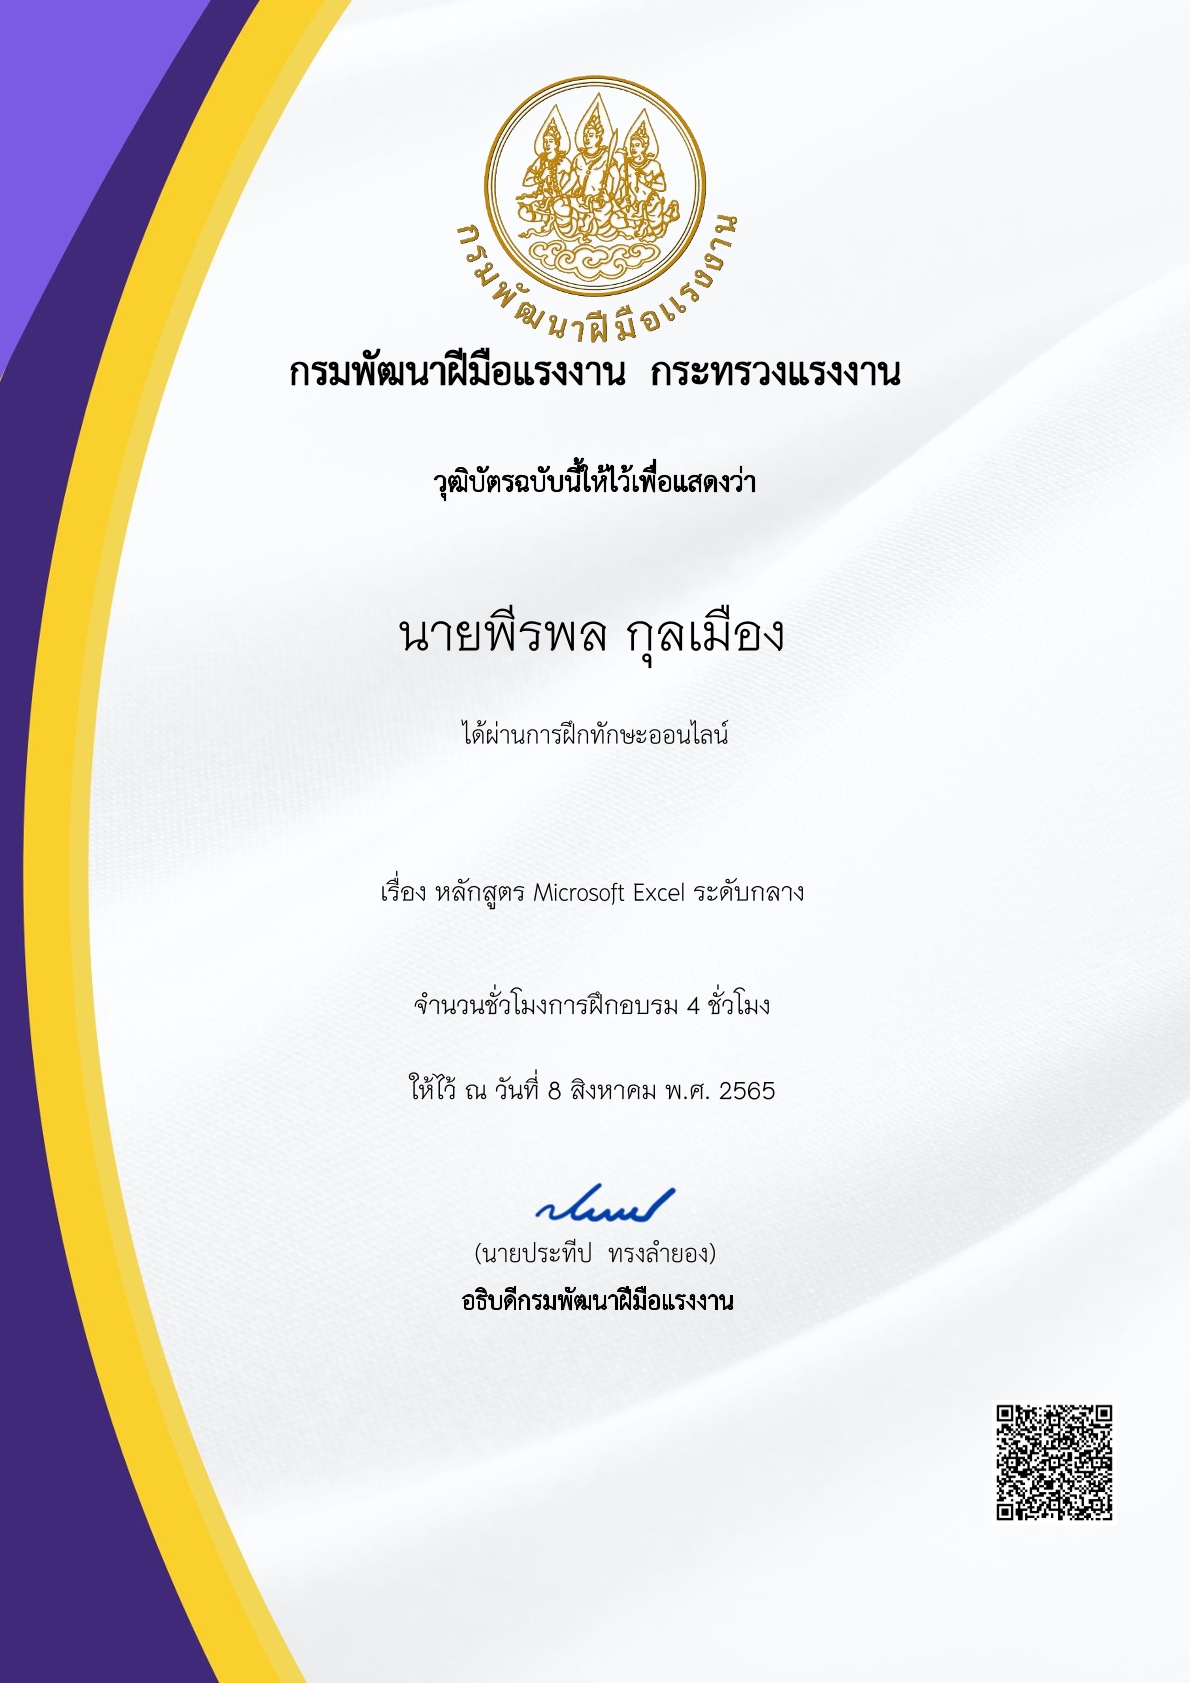 กรมพัฒนาฝีมือแรงงาน
กรมพัฒนาฝีมือแรงงาน กระทรวงแรงงาน
วุฒิบัตรฉบับนี้ให้ไว้เพื่อแสดงว่า
นายพีรพล กุลเมือง
ได้ผ่านการฝึกทักษะออนไลน์
เรื่อง หลักสูตร Microsoft Excel ระดับกลาง
จำนวนชั่วโมงการฝึกอบรม 4 ชั่วโมง
ให้ไว้ ณ วันที่ 8 สิงหาคม พ.ศ. 2565
(นายประทีป ทรงลำยอง)
อธิบดีกรมพัฒนาฝีมือแรงงาน